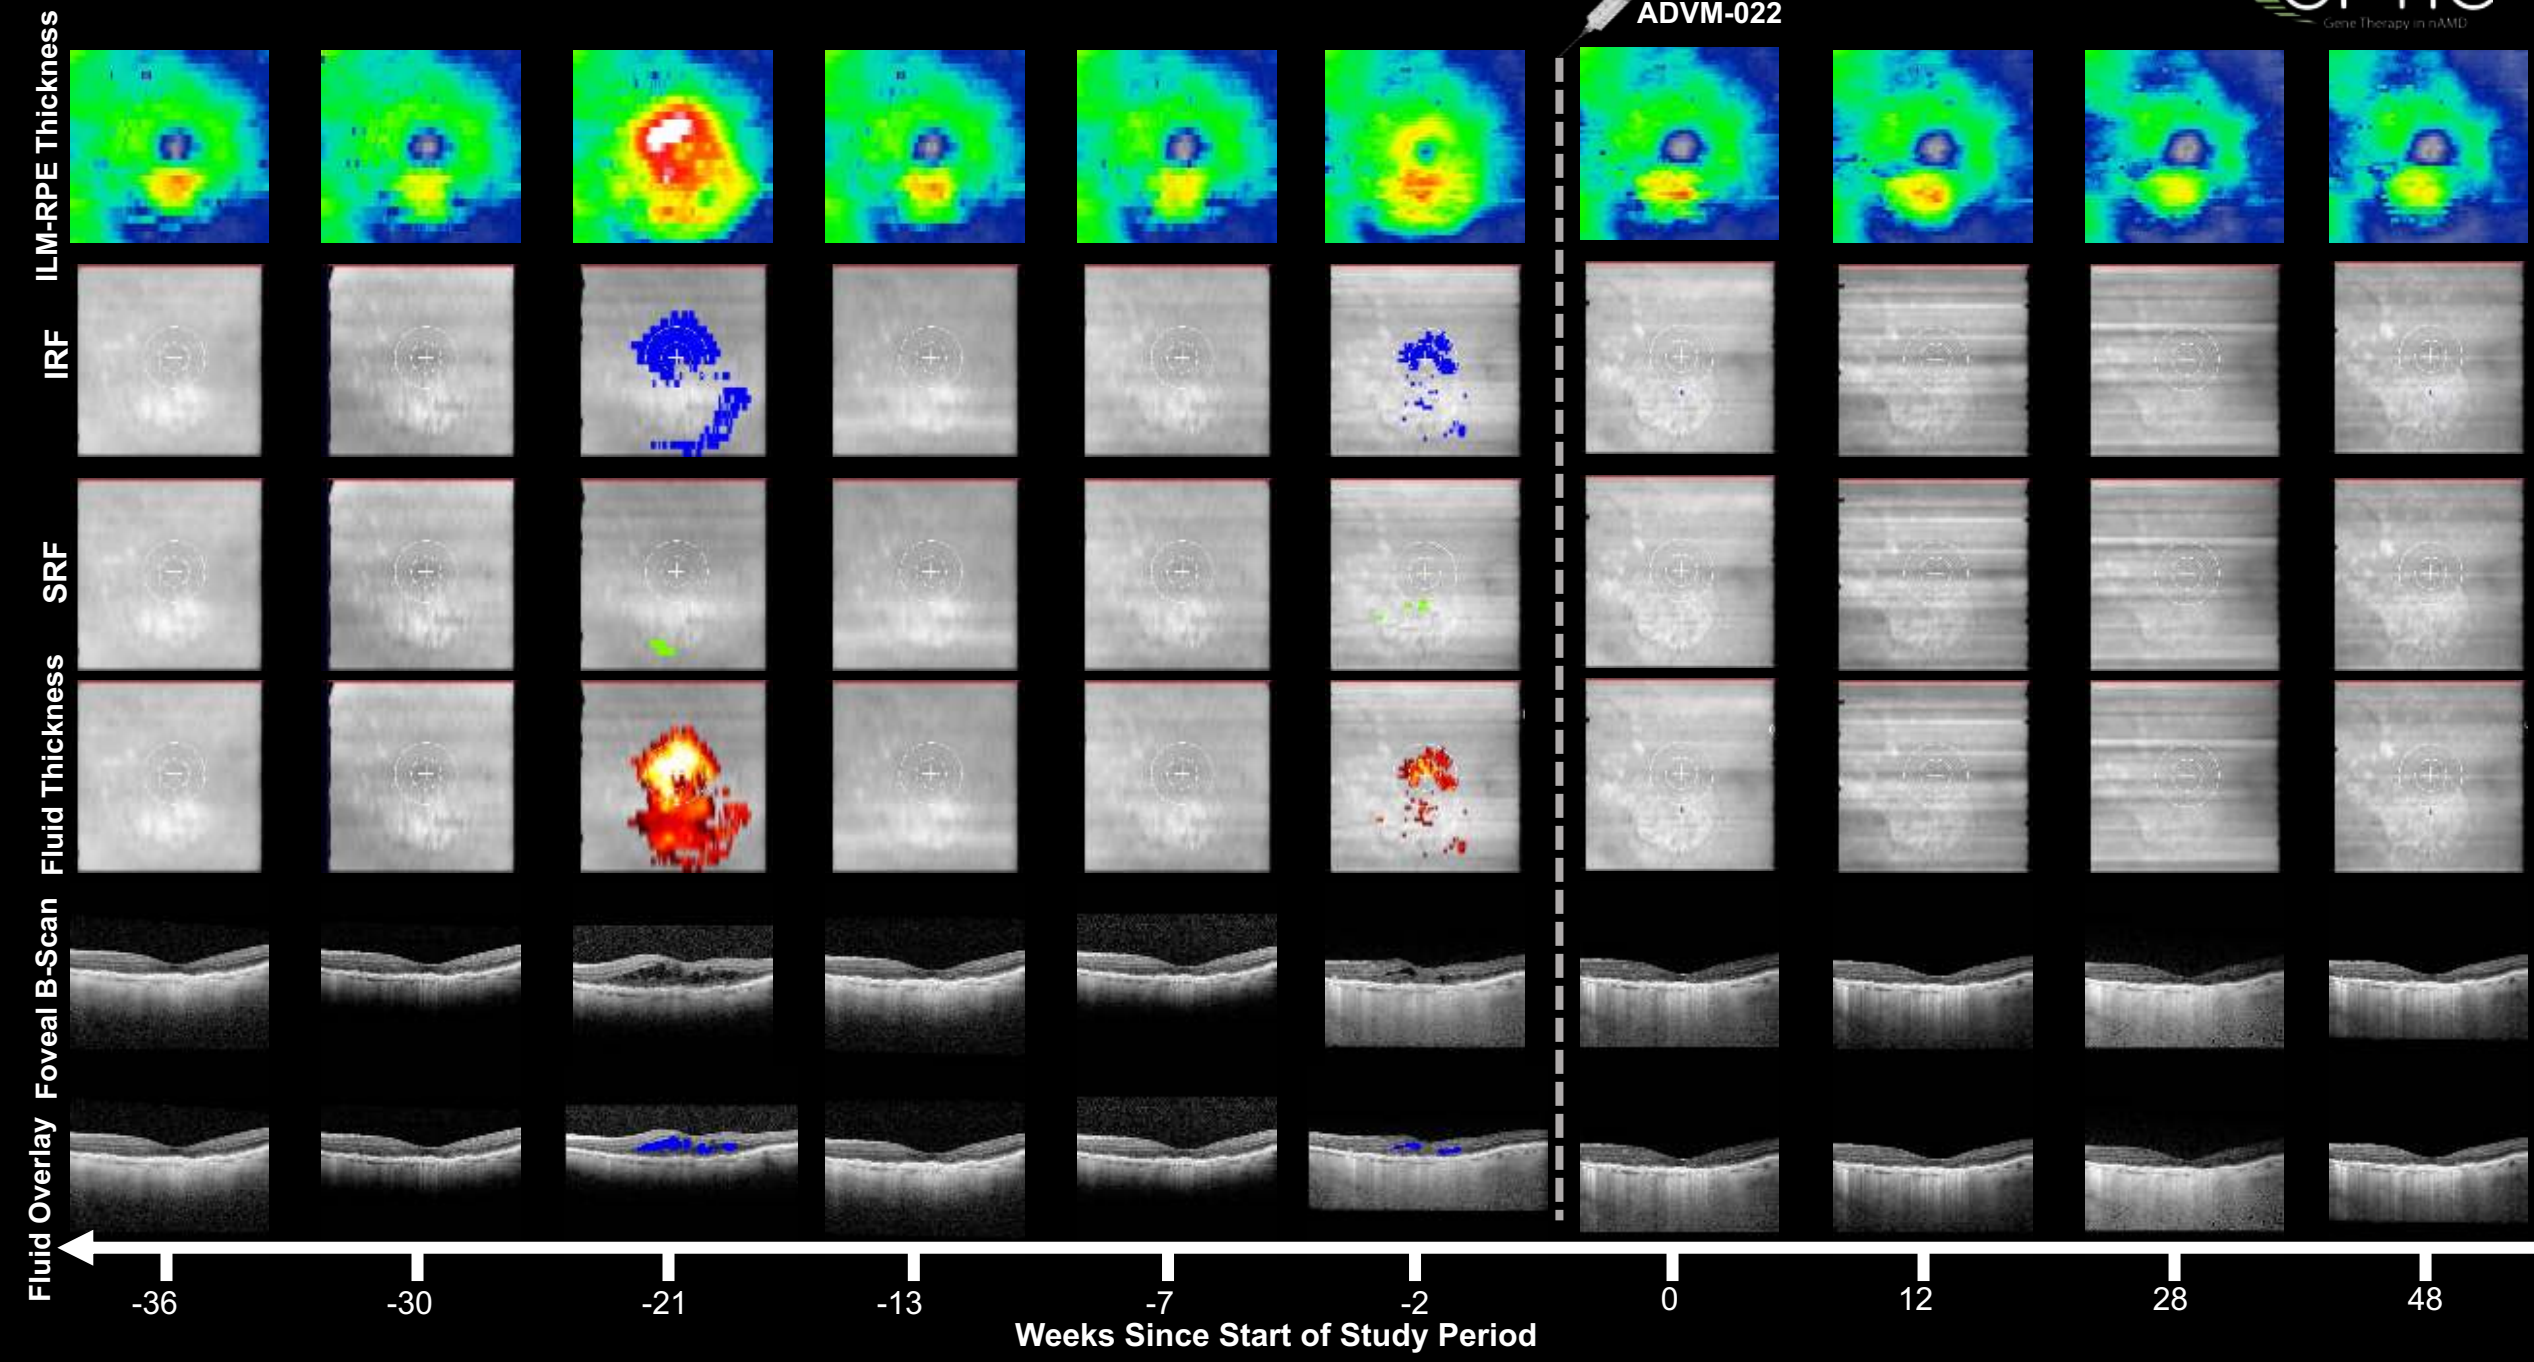 ADVM-022
Gene Therapy in nAMD
ILM-RPE Thickness
IRF
SRF
Fluid Thickness
Foveal B-Scan
Fluid Overlay
-36 -30 -21 -13 -7 -2 0 12 28 48
Weeks Since Start of Study Period